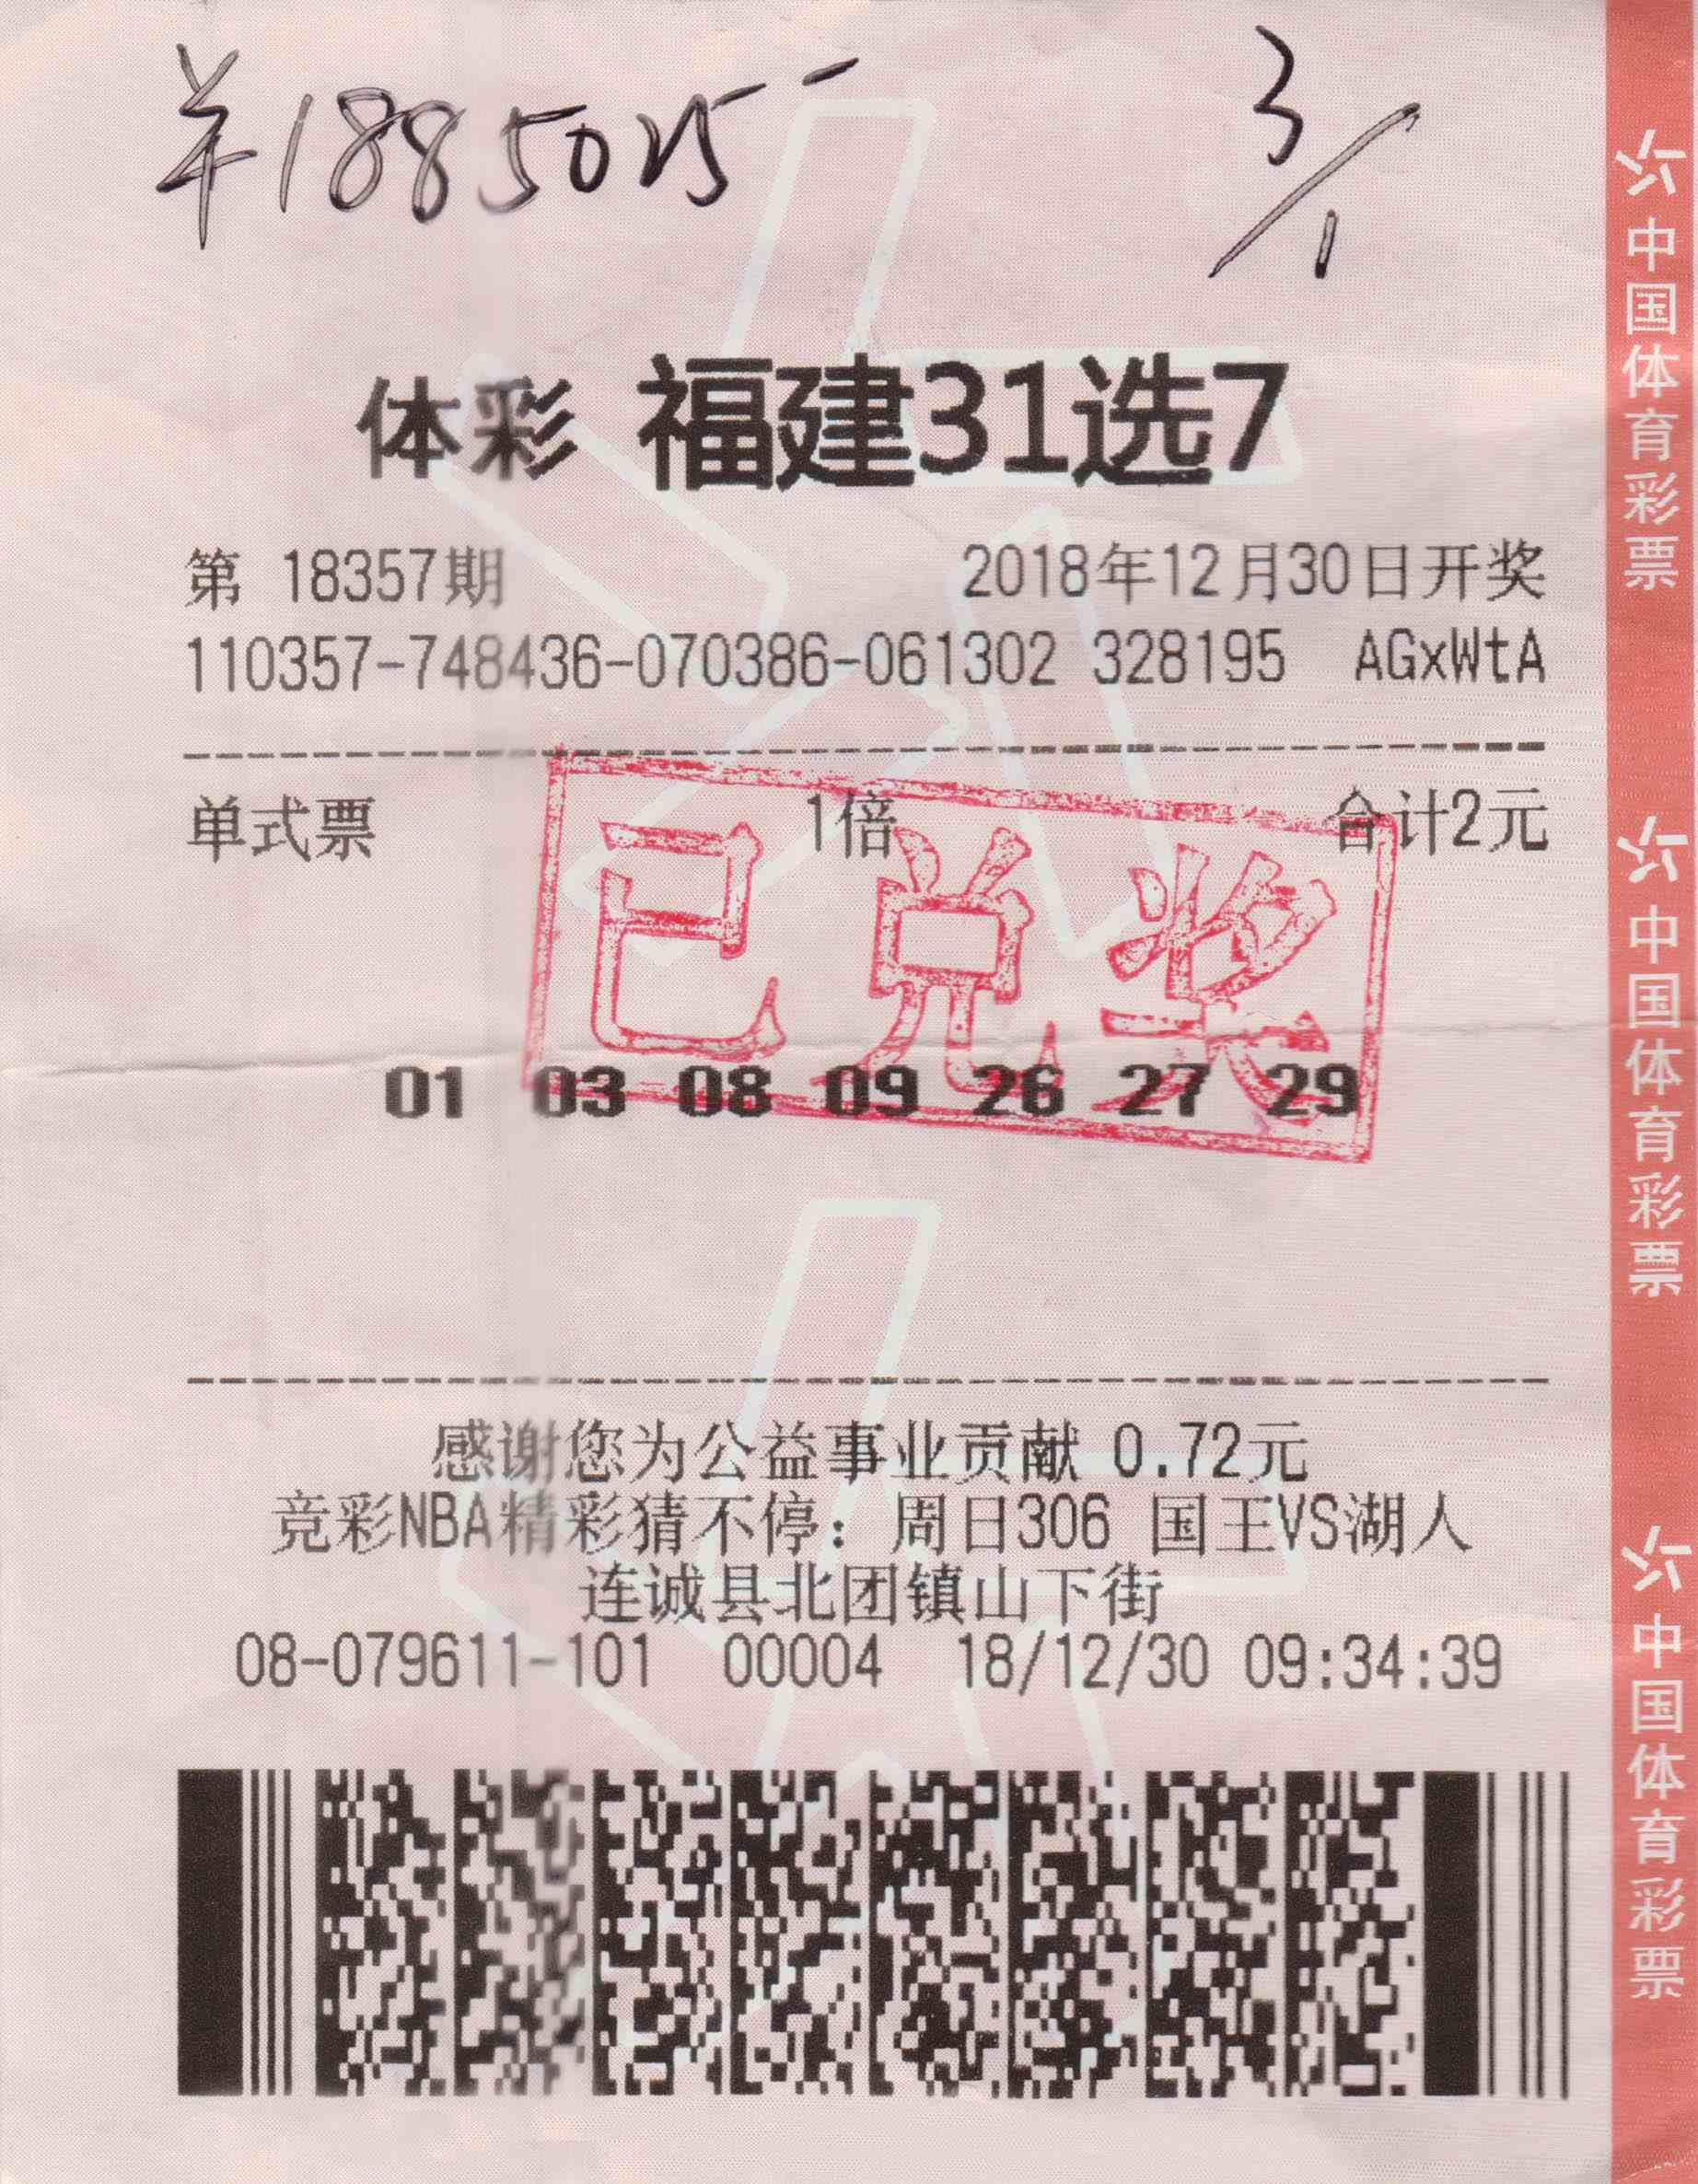 ¥1885025- 3/1
体彩 福建31选7
第 18357期 2018年12月30日开奖
110357-748436-070386-061302 328195 AGxWtA
单式票 1倍 合计2元
已兑奖
01 03 08 09 26 27 29
感谢您为公益事业贡献 0.72元
竞彩NBA精彩猜不停：周日306 国王VS湖人
连诚县北团镇山下街
08-079611-101 00004 18/12/30 09:34:39
中国体育彩票
中国体育彩票
中国体育彩票